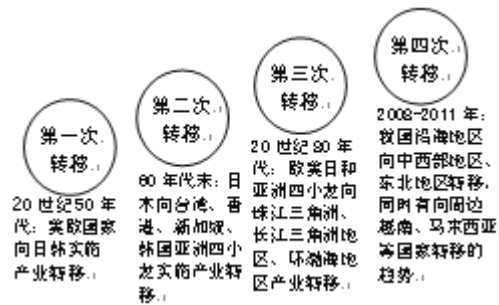 第一次
转移
20 世纪50 年
代：美欧国家
向日韩实施
产业转移
第二次
转移
60 年代末：日
本向台湾、香
港、新加坡、
韩国亚洲四小
龙实施产业转
移
第三次
转移
20 世纪 80 年
代：欧美日和
亚洲四小龙向
珠江三角洲、
长江三角洲地
区、环渤海地
区产业转移
第四次
转移
2008-2011 年：
我国沿海地区
向中西部地区、
东北地区转移，
同时有向周边
越南、马来西亚
等国家转移的
趋势